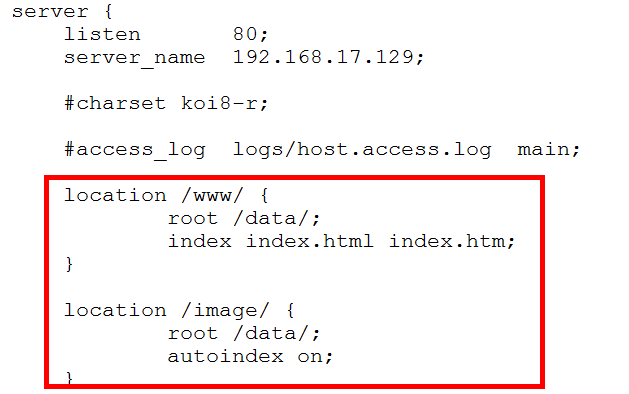 server {
    listen       80;
    server_name  192.168.17.129;
    #charset koi8-r;
    #access_log  logs/host.access.log  main;
    location /www/ {
            root /data/;
            index index.html index.htm;
    }
    location /image/ {
            root /data/;
            autoindex on;
    }